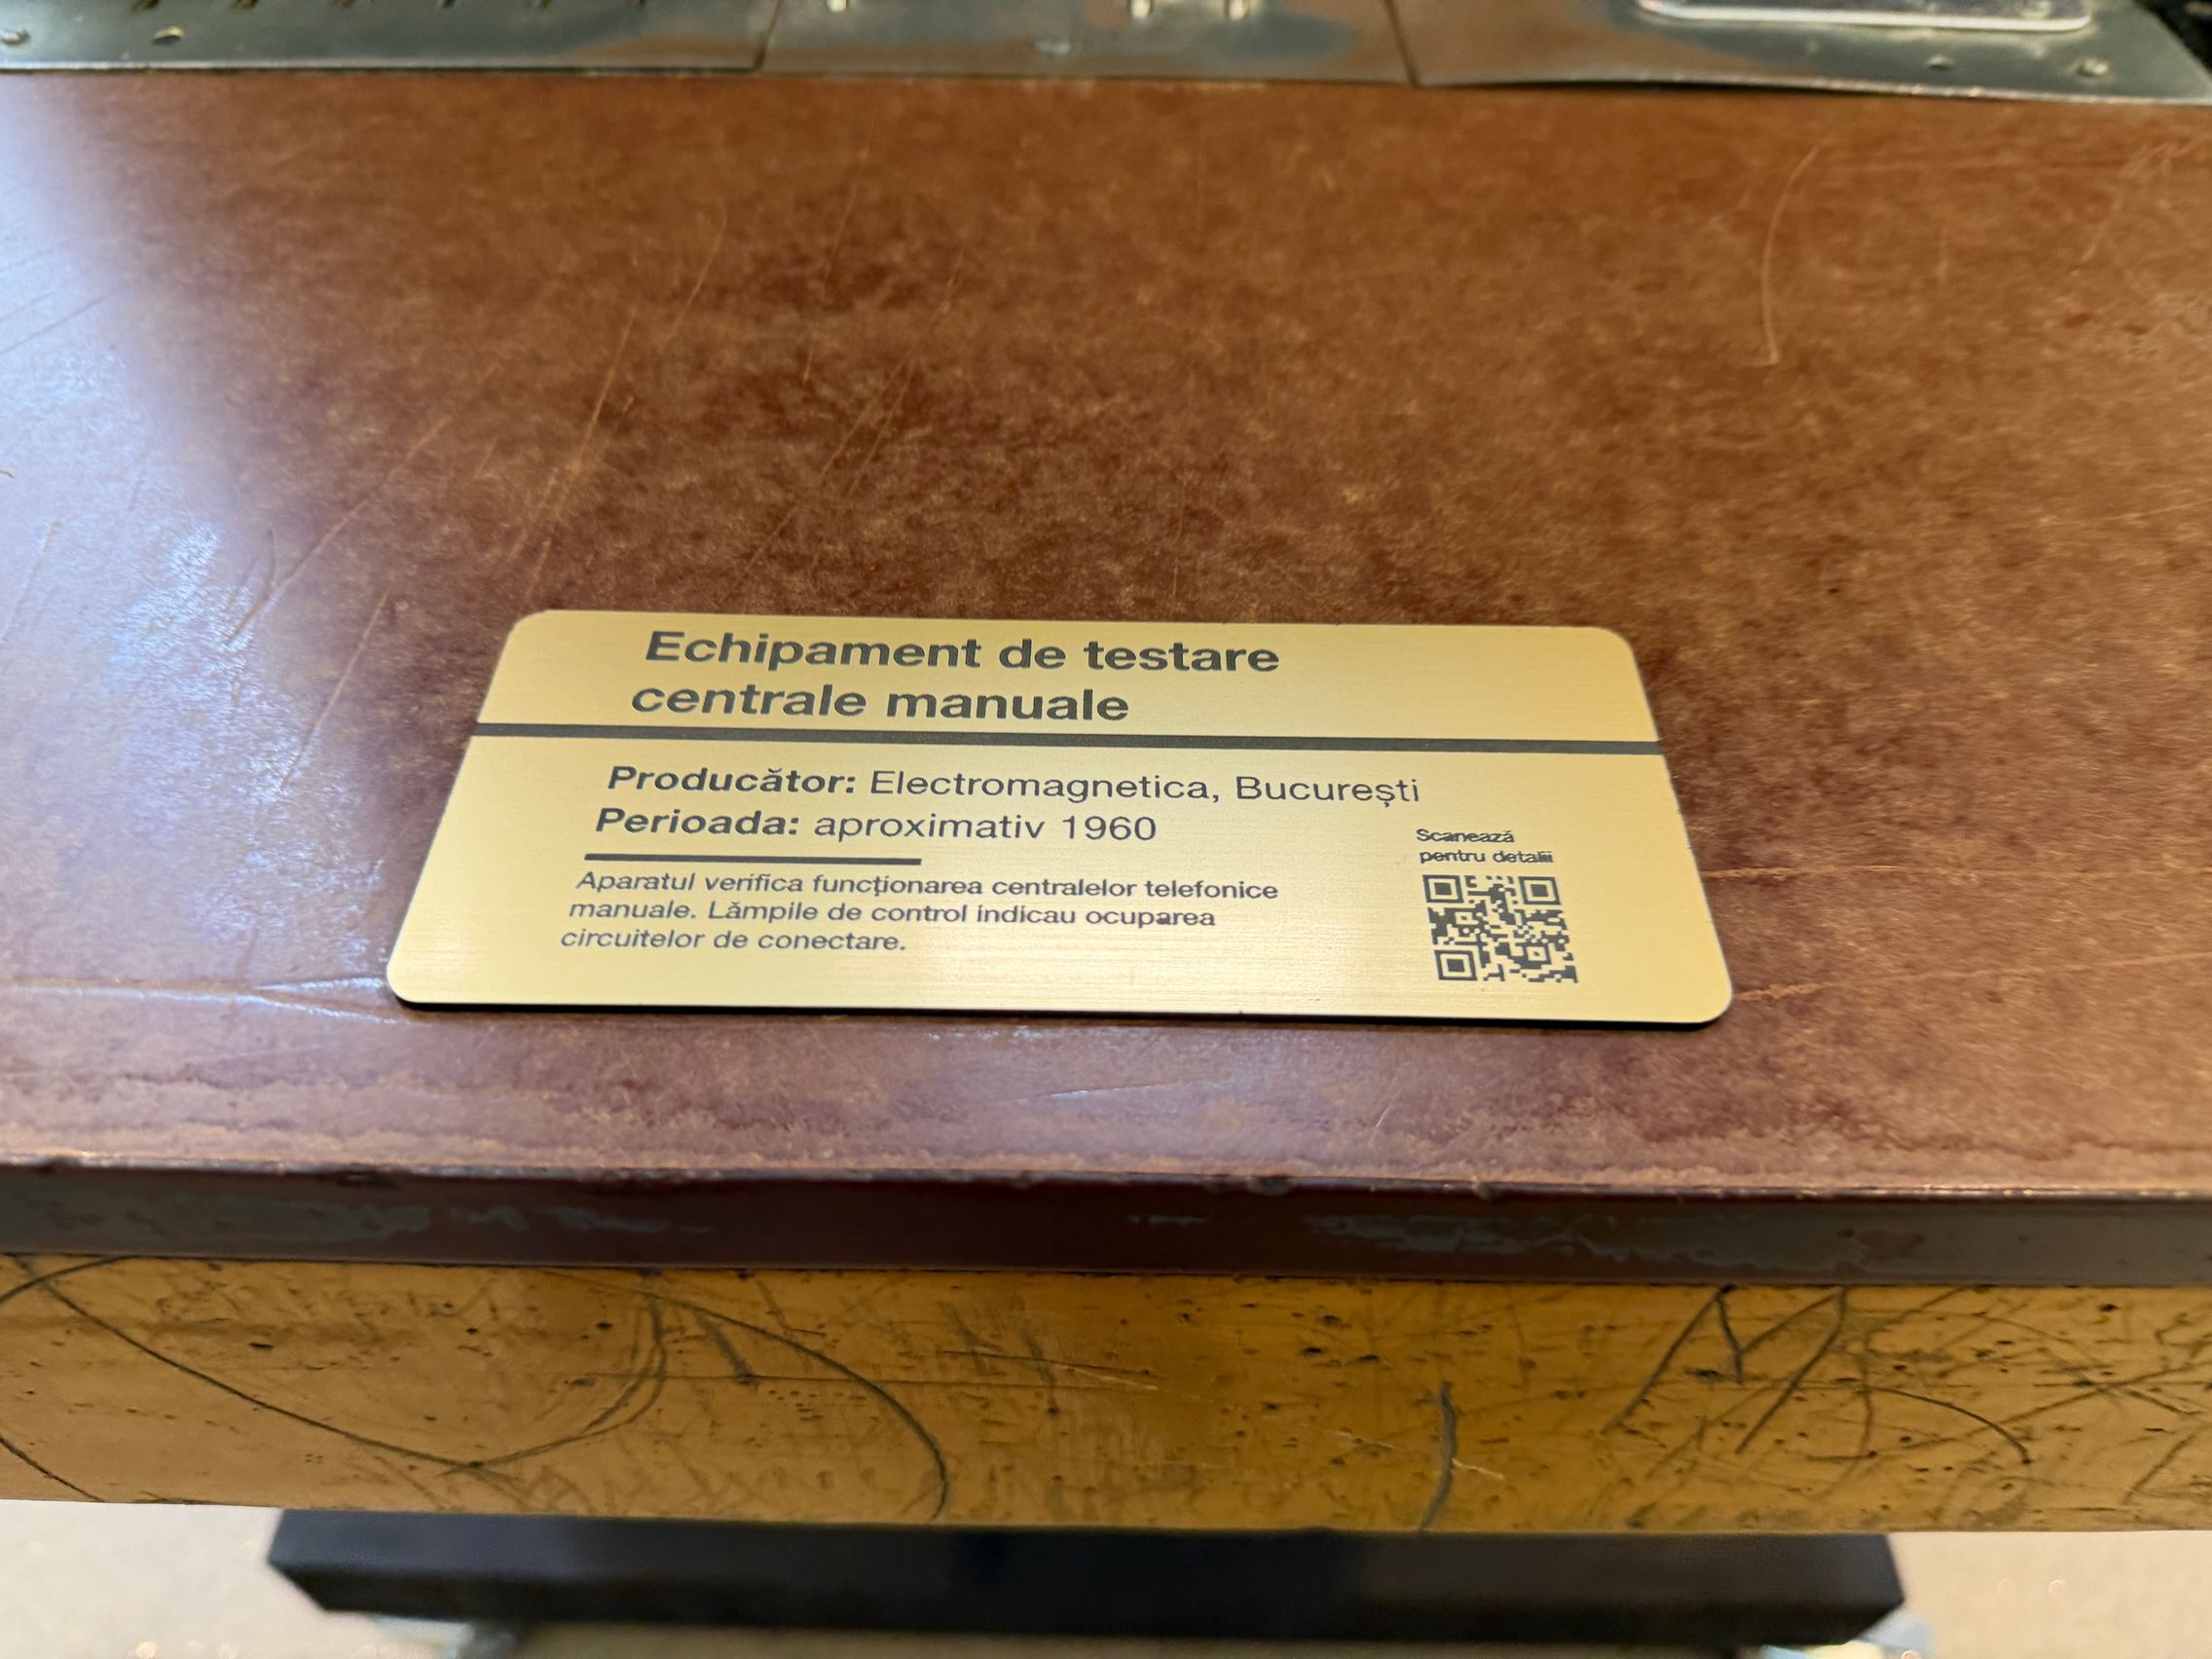 Echipament de testare
centrale manuale
Producător: Electromagnetica, București
Perioada: aproximativ 1960
Scanează
pentru detalii
Aparatul verifica funcționarea centralelor telefonice
manuale. Lămpile de control indicau ocuparea
circuitelor de conectare.